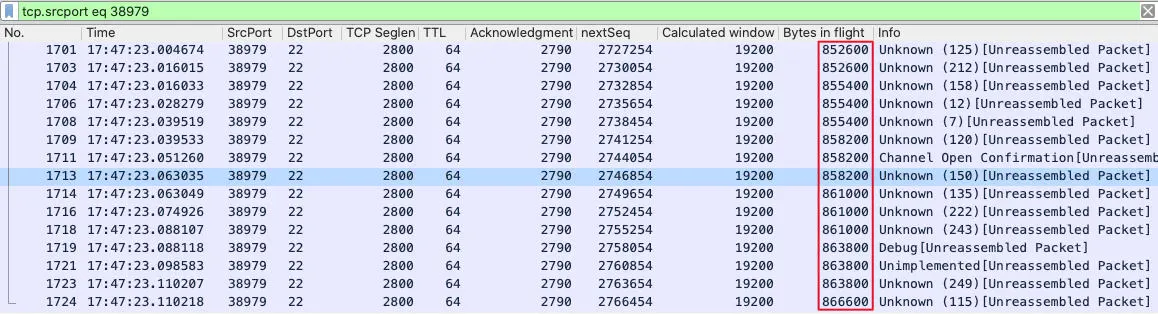 tcp.srcport eq 38979
No. Time SrcPort DstPort TCP Seglen TTL Acknowledgment nextSeq Calculated window Bytes in flight Info
1701 17:47:23.004674 38979 22 2800 64 2790 2727254 19200 852600 Unknown (125)[Unreassembled Packet]
1703 17:47:23.016015 38979 22 2800 64 2790 2730054 19200 852600 Unknown (212)[Unreassembled Packet]
1704 17:47:23.016033 38979 22 2800 64 2790 2732854 19200 855400 Unknown (158)[Unreassembled Packet]
1706 17:47:23.028279 38979 22 2800 64 2790 2735654 19200 855400 Unknown (12)[Unreassembled Packet]
1708 17:47:23.039519 38979 22 2800 64 2790 2738454 19200 855400 Unknown (7)[Unreassembled Packet]
1709 17:47:23.039533 38979 22 2800 64 2790 2741254 19200 858200 Unknown (120)[Unreassembled Packet]
1711 17:47:23.051260 38979 22 2800 64 2790 2744054 19200 858200 Channel Open Confirmation[Unreassemb
1713 17:47:23.063035 38979 22 2800 64 2790 2746854 19200 858200 Unknown (150)[Unreassembled Packet]
1714 17:47:23.063049 38979 22 2800 64 2790 2749654 19200 861000 Unknown (135)[Unreassembled Packet]
1716 17:47:23.074926 38979 22 2800 64 2790 2752454 19200 861000 Unknown (222)[Unreassembled Packet]
1718 17:47:23.088107 38979 22 2800 64 2790 2755254 19200 861000 Unknown (243)[Unreassembled Packet]
1719 17:47:23.088118 38979 22 2800 64 2790 2758054 19200 863800 Debug[Unreassembled Packet]
1721 17:47:23.098583 38979 22 2800 64 2790 2760854 19200 863800 Unimplemented[Unreassembled Packet]
1723 17:47:23.110207 38979 22 2800 64 2790 2763654 19200 863800 Unknown (249)[Unreassembled Packet]
1724 17:47:23.110218 38979 22 2800 64 2790 2766454 19200 866600 Unknown (115)[Unreassembled Packet]